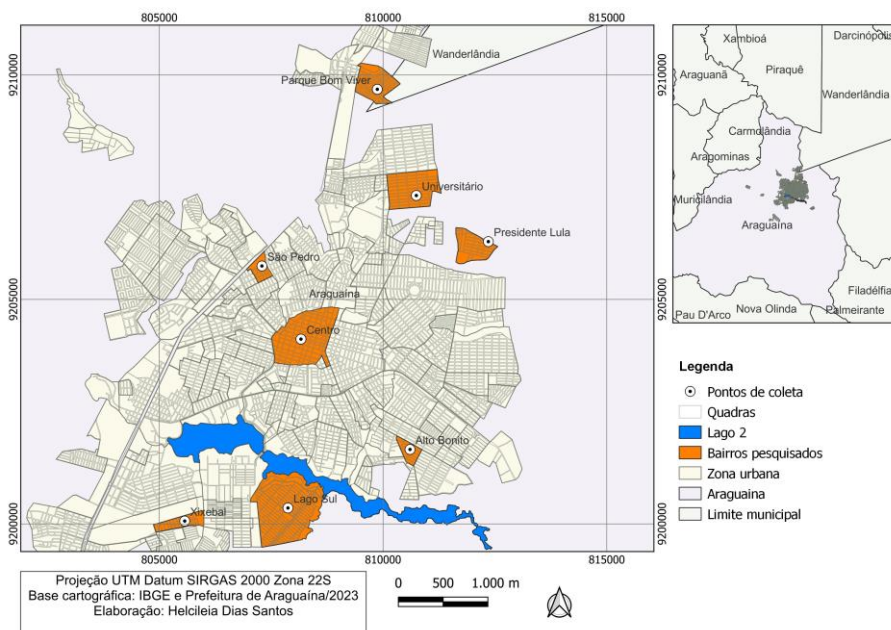 805000
810000
815000
9210000
9205000
9200000
Wanderlândia
Parque Bom Viver
Universitário
Presidente Lula
São Pedro
Araguaína
Centro
Alto Bonito
Lago Sul
Xixebal
9210000
9205000
9200000
805000
810000
815000
Xambioá
Darcinópolis
Piraquê
Araguanã
Wanderlândia
Carmolândia
Aragominas
Muricilândia
Araguaína
Filadélfia
Nova Olinda
Palmeirante
Pau D'Arco
Legenda
Pontos de coleta
Quadras
Lago 2
Bairros pesquisados
Zona urbana
Araguaina
Limite municipal
Projeção UTM Datum SIRGAS 2000 Zona 22S
Base cartográfica: IBGE e Prefeitura de Araguaína/2023
Elaboração: Helcileia Dias Santos
0 500 1.000 m